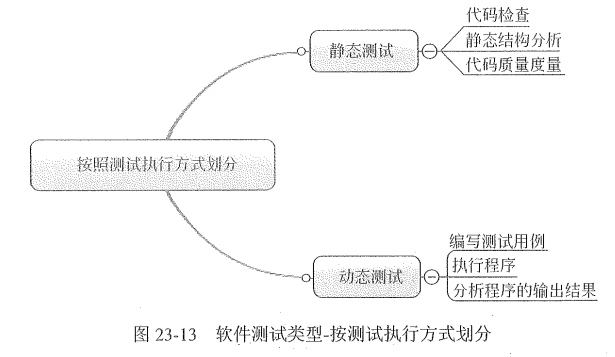 代码检查
静态测试
静态结构分析
代码质量度量
按照测试执行方式划分
编写测试用例
动态测试
执行程序
分析程序的输出结果
图 23-13 软件测试类型-按测试执行方式划分